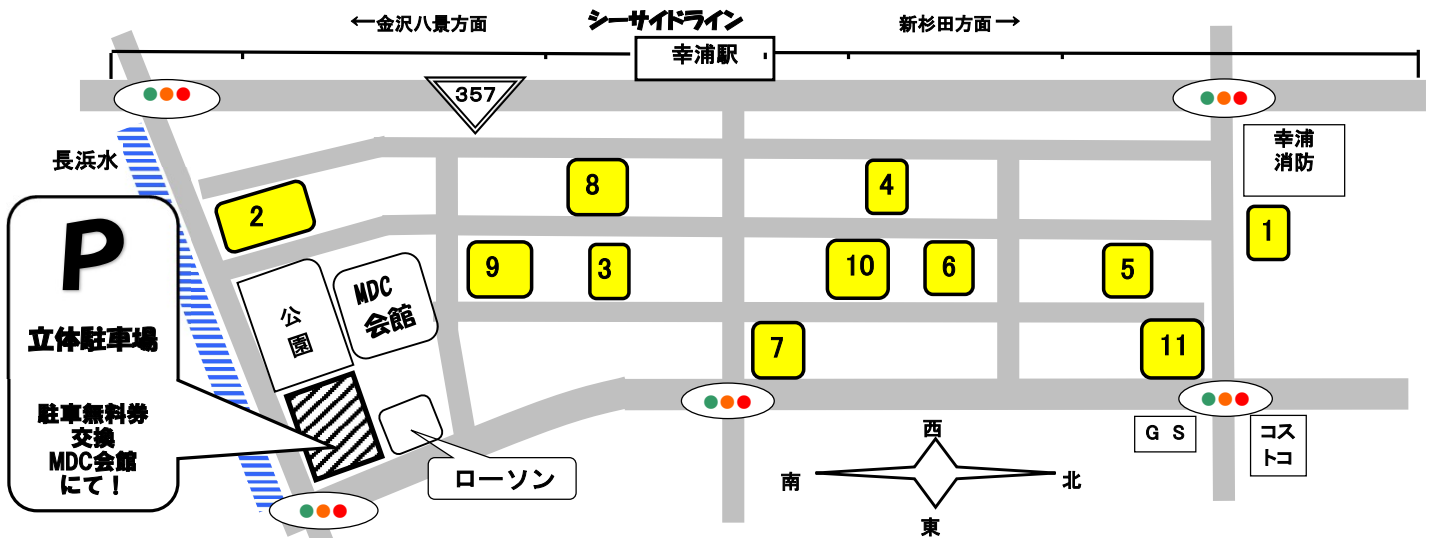 ←金沢八景方面
シーサイドライン
新杉田方面→
幸浦駅
357
長浜水
幸浦
消防
P
立体駐車場
駐車無料券
交換
MDC会館
にて！
2
8
4
1
9
3
10
6
5
公
園
MDC
会館
7
11
ローソン
G S
コス
トコ
西
南
北
東